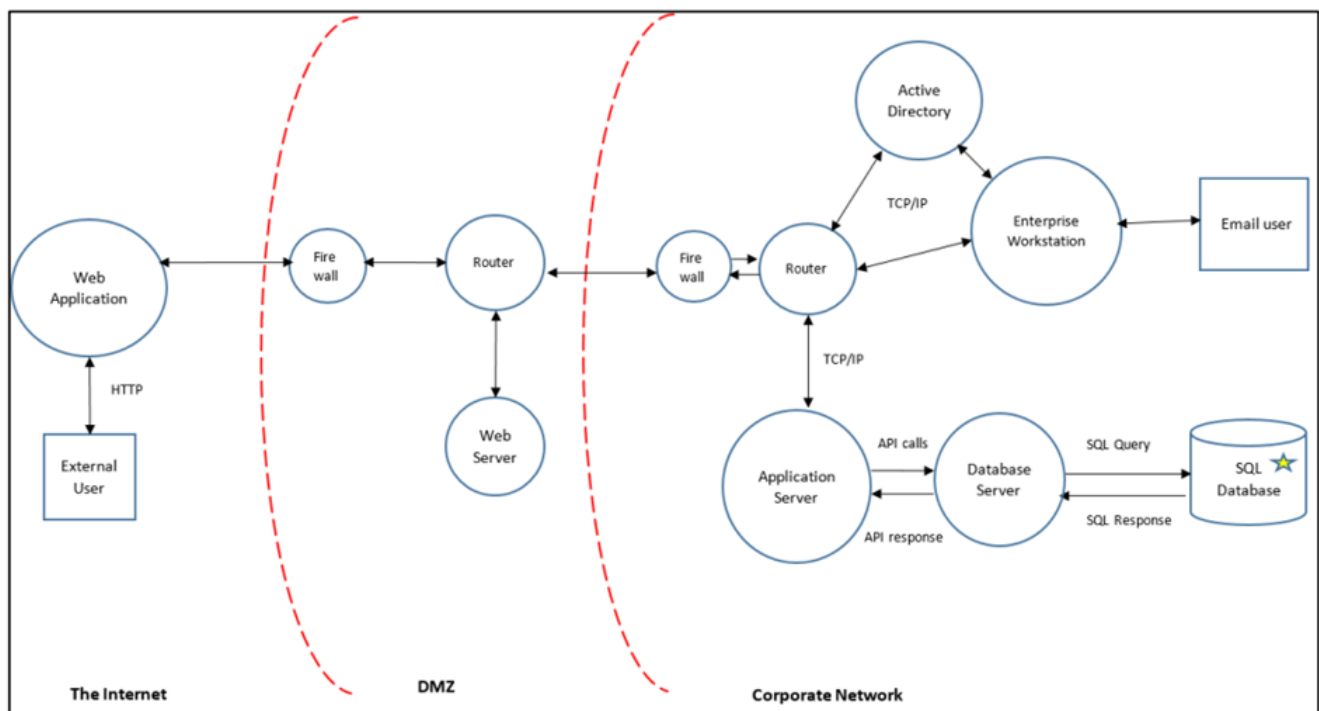 Active
Directory
TCP/IP
Enterprise
Workstation
Email user
Web
Application
Fire
wall
Router
Fire
wall
Router
HTTP
TCP/IP
External
User
Web
Server
Application
Server
API calls
API response
Database
Server
SQL Query
SQL Response
SQL
Database
The Internet
DMZ
Corporate Network